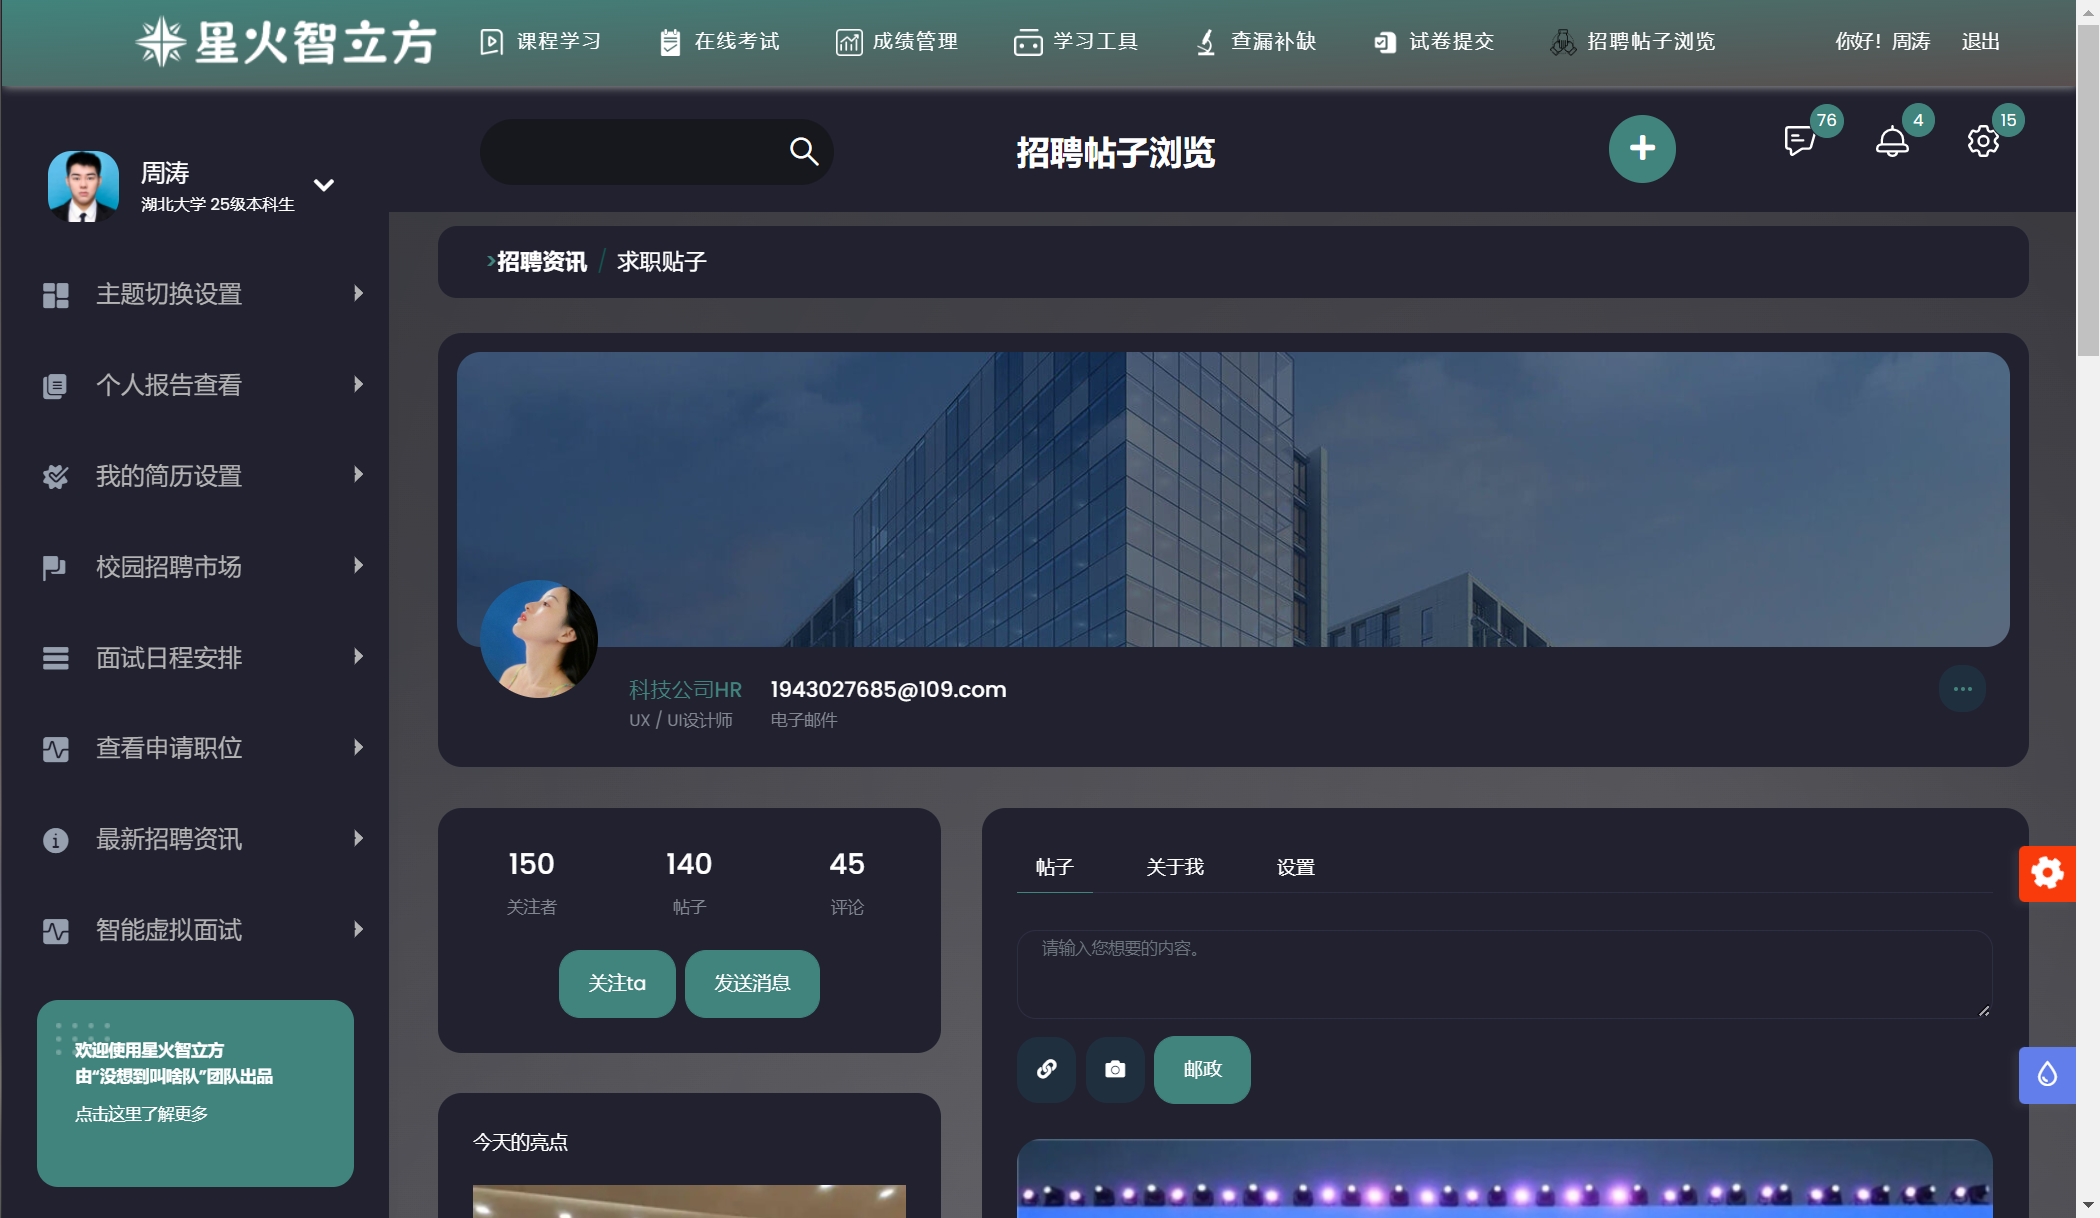 星火智立方
课程学习
在线考试
成绩管理
学习工具
查漏补缺
试卷提交
招聘帖子浏览
你好！周涛
退出
周涛
湖北大学 25级本科生
招聘帖子浏览
76
4
15
主题切换设置
个人报告查看
我的简历设置
校园招聘市场
面试日程安排
查看申请职位
最新招聘资讯
智能虚拟面试
欢迎使用星火智立方
由“没想到叫啥队”团队出品
点击这里了解更多
>招聘资讯 / 求职贴子
科技公司HR
UX / UI设计师
1943027685@109.com
电子邮件
150
关注者
140
帖子
45
评论
关注ta
发送消息
今天的亮点
帖子
关于我
设置
请输入您想要的内容。
邮政